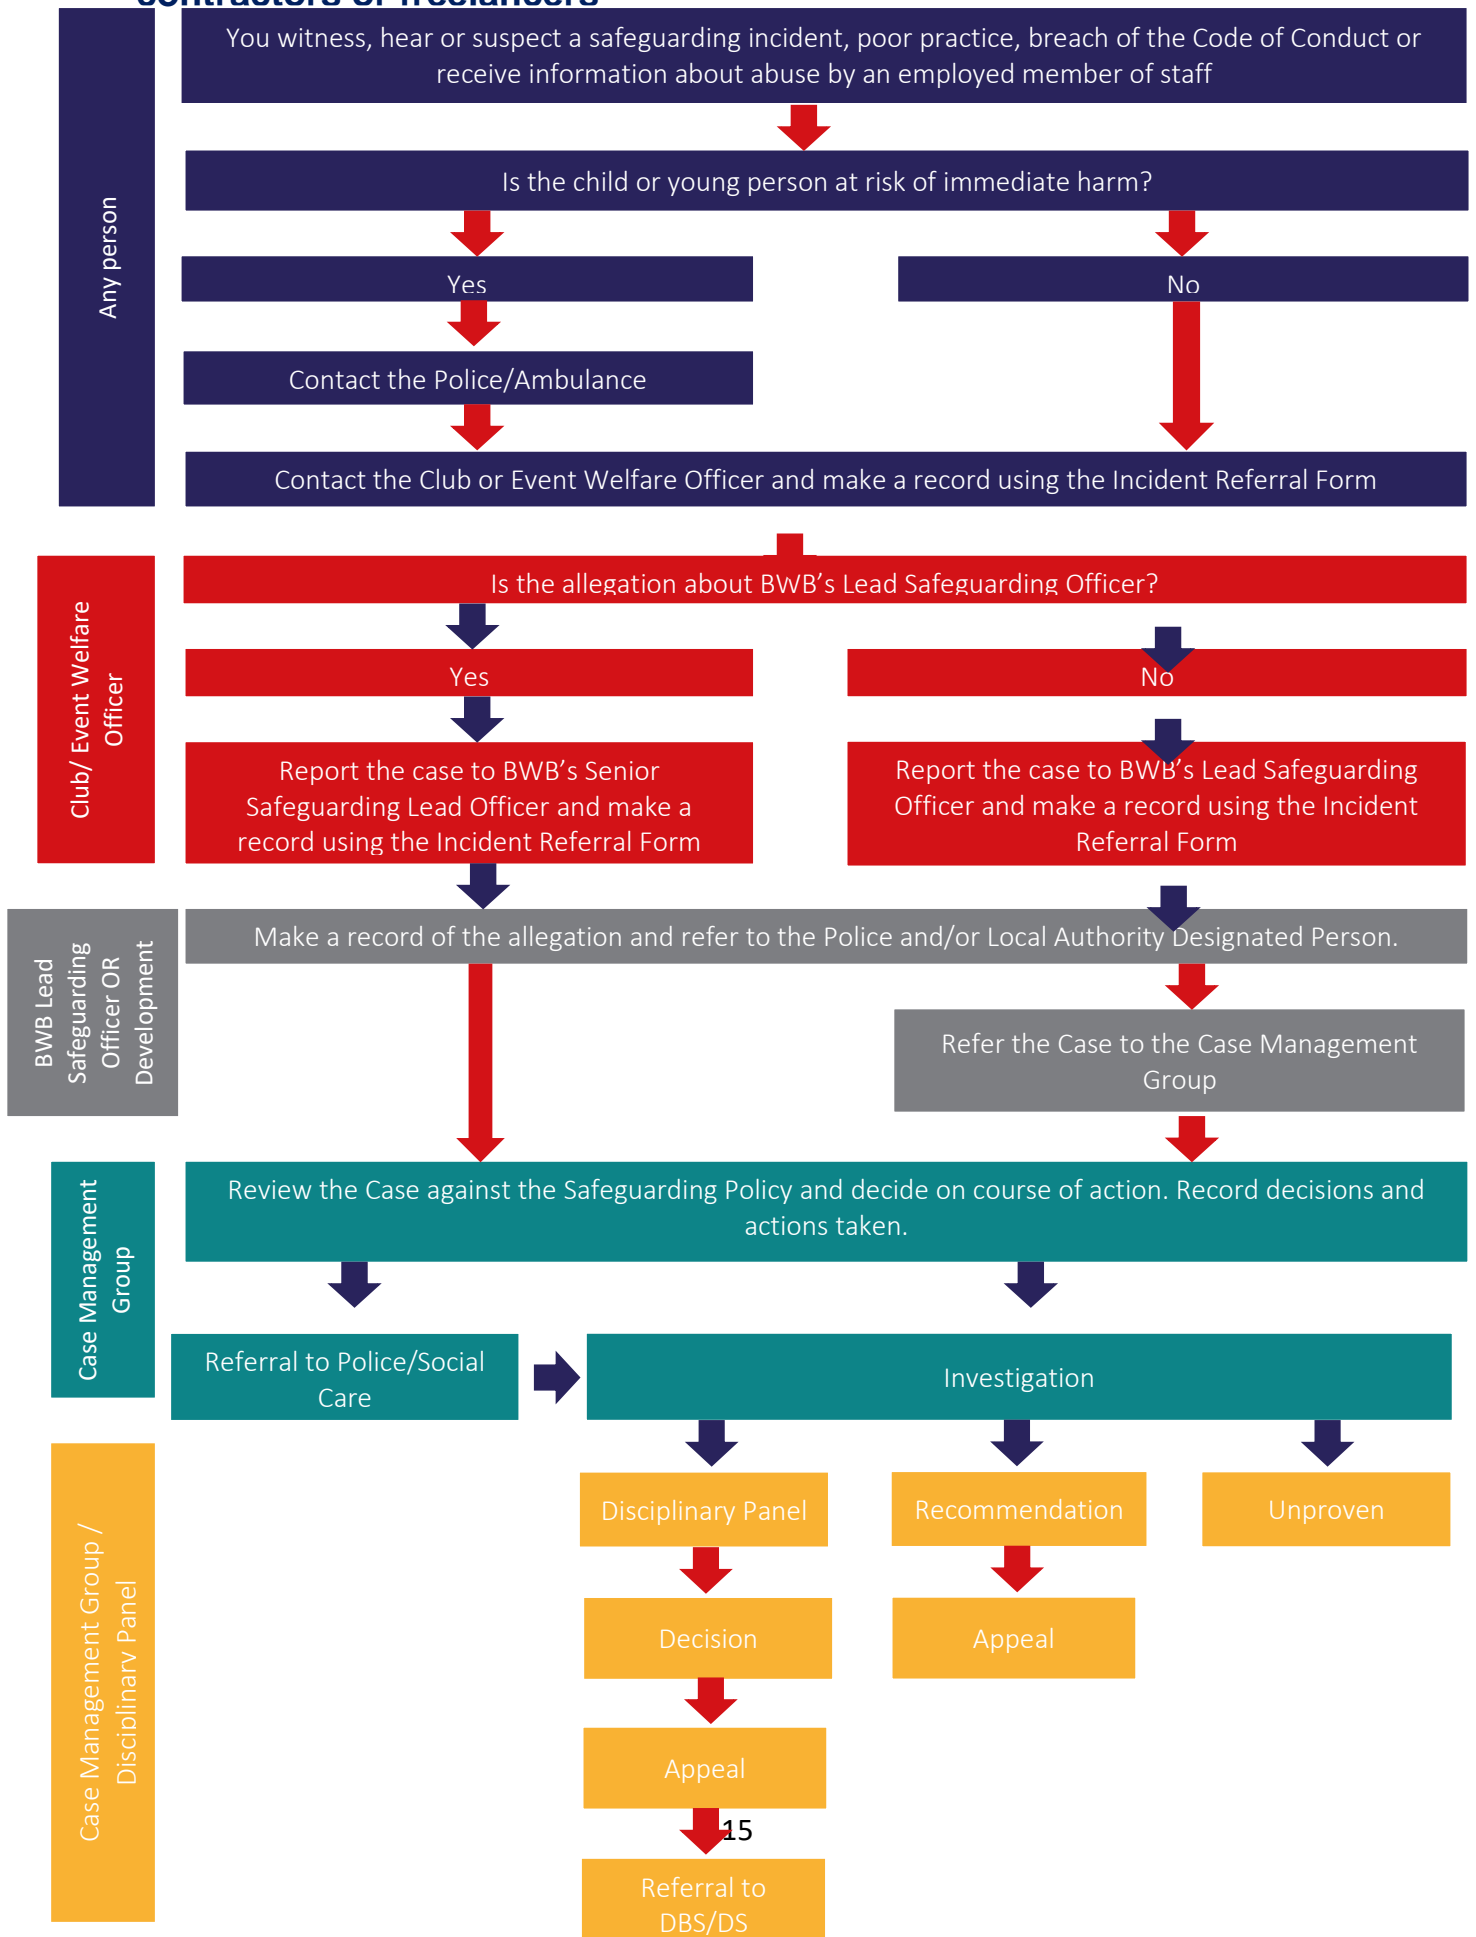 contractors or freelancers
You witness, hear or suspect a safeguarding incident, poor practice, breach of the Code of Conduct or
receive information about abuse by an employed member of staff
Any person
Is the child or young person at risk of immediate harm?
Yes
No
Contact the Police/Ambulance
Contact the Club or Event Welfare Officer and make a record using the Incident Referral Form
Club/ Event Welfare
Officer
Is the allegation about BWB’s Lead Safeguarding Officer?
Yes
No
Report the case to BWB’s Senior
Safeguarding Lead Officer and make a
record using the Incident Referral Form
Report the case to BWB’s Lead Safeguarding
Officer and make a record using the Incident
Referral Form
BWB Lead
Safeguarding
Officer OR
Development
Make a record of the allegation and refer to the Police and/or Local Authority Designated Person.
Refer the Case to the Case Management
Group
Case Management
Group
Review the Case against the Safeguarding Policy and decide on course of action. Record decisions and
actions taken.
Referral to Police/Social
Care
Investigation
Case Management Group /
Disciplinary Panel
Disciplinary Panel
Recommendation
Unproven
Decision
Appeal
Appeal
15
Referral to
DBS/DS